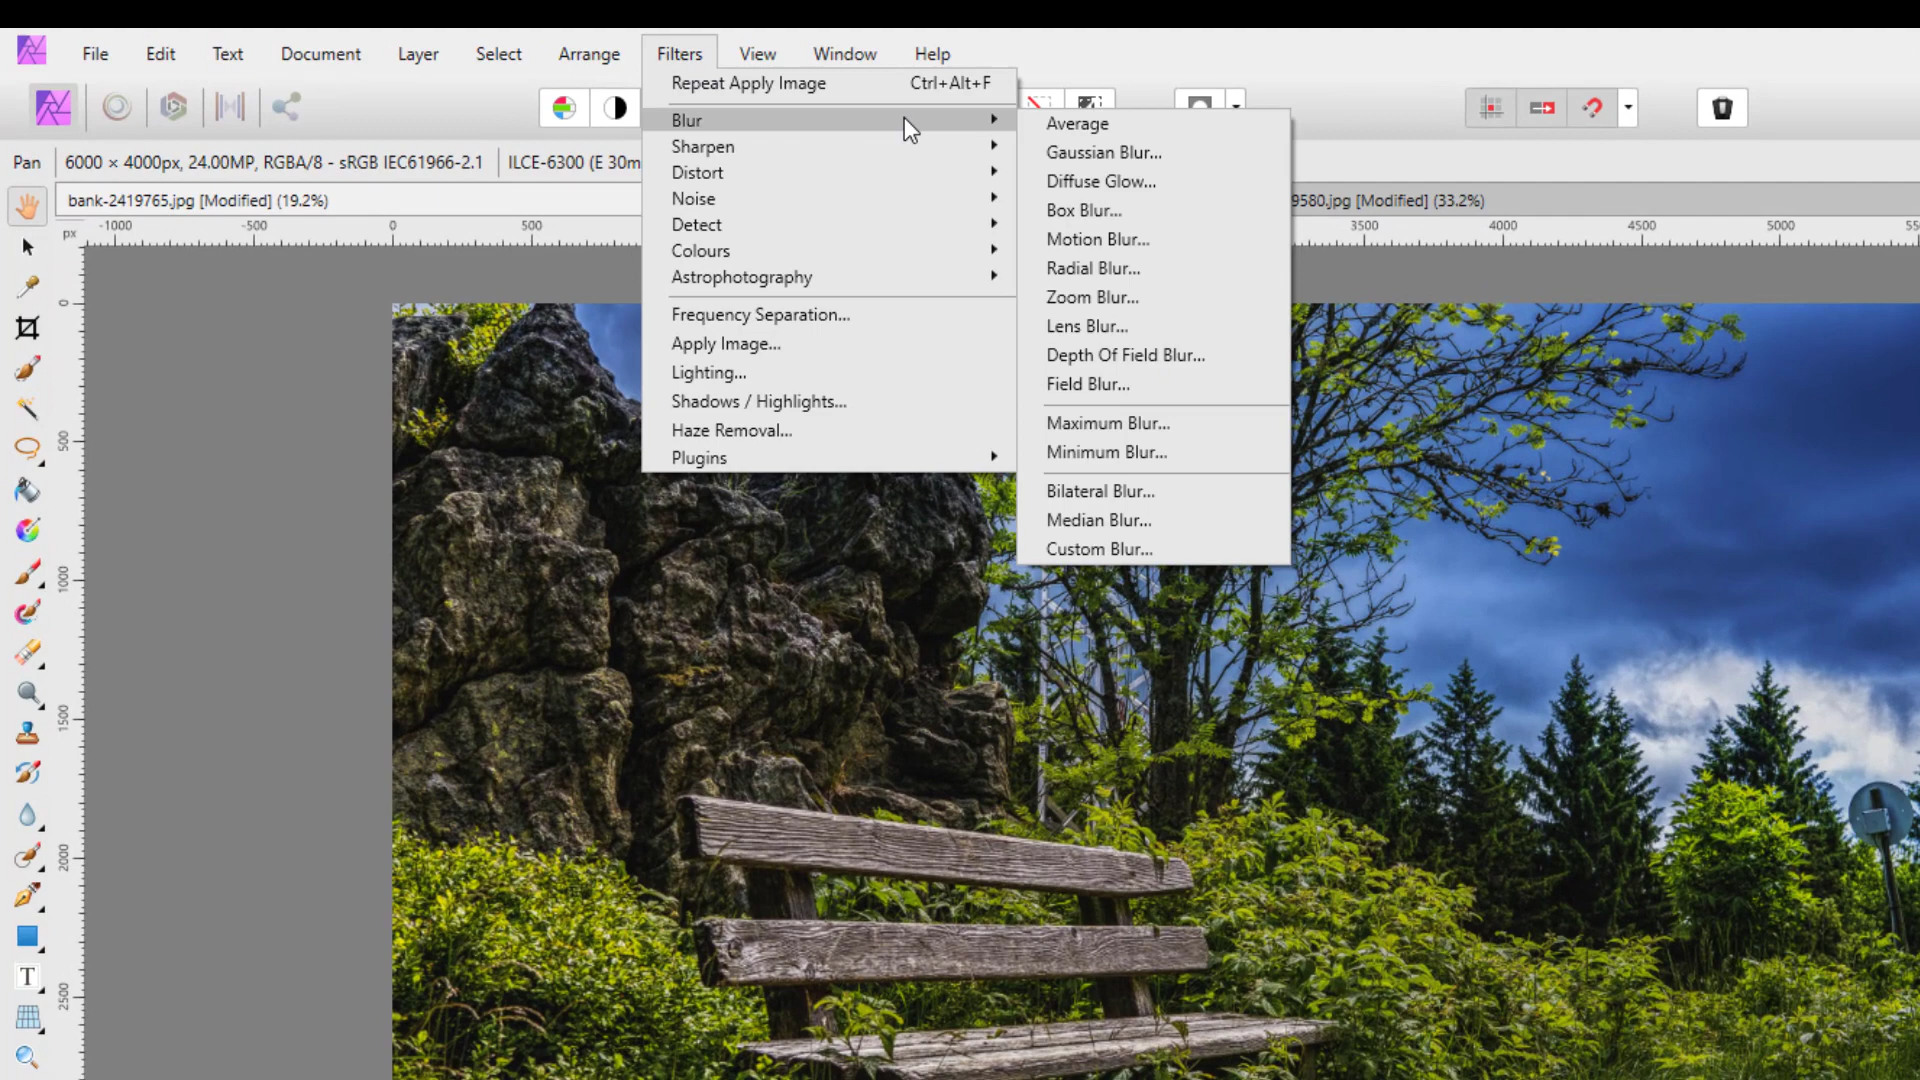 File Edit Text Document Layer Select Arrange Filters View Window Help
Repeat Apply Image Ctrl+Alt+F
Blur
Sharpen
Distort
Noise
Detect
Colours
Astrophotography
Frequency Separation...
Apply Image...
Lighting...
Shadows / Highlights...
Haze Removal...
Plugins
Average
Gaussian Blur...
Diffuse Glow...
Box Blur...
Motion Blur...
Radial Blur...
Zoom Blur...
Lens Blur...
Depth Of Field Blur...
Field Blur...
Maximum Blur...
Minimum Blur...
Bilateral Blur...
Median Blur...
Custom Blur...
Pan 6000 × 4000px, 24.00MP, RGBA/8 - sRGB IEC61966-2.1 ILCE-6300 (E 30m
bank-2419765.jpg [Modified] (19.2%) 9580.jpg [Modified] (33.2%)
px -1000 -500 0 500 3500 4000 4500 5000 55
0
500
1000
1500
2000
2500
T